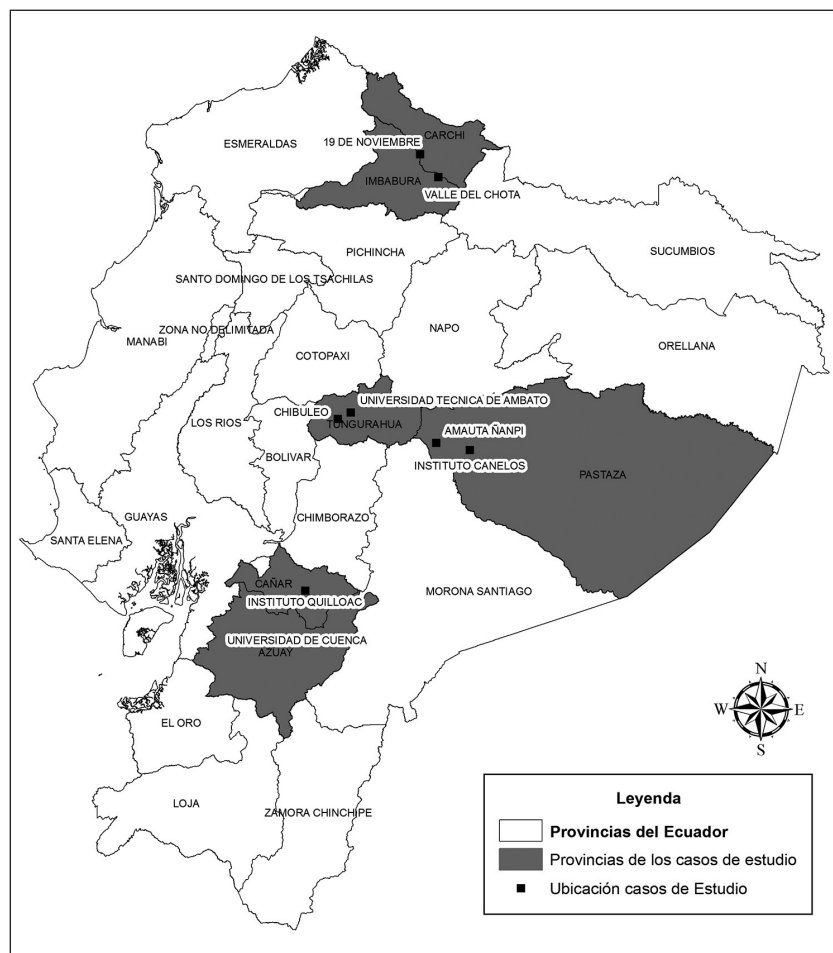 ESMERALDAS
19 DE NOVIEMBRE
CARCHI
IMBABURA
VALLE DEL CHOTA
PICHINCHA
SUCUMBIOS
SANTO DOMINGO DE LOS TSACHILAS
NAPO
ZONA NO DELIMITADA
MANABI
ORELLANA
COTOPAXI
UNIVERSIDAD TECNICA DE AMBATO
CHIBULEO
TUNGURAHUA
LOS RIOS
AMAUTA ÑANPI
BOLIVAR
INSTITUTO CANELOS
PASTAZA
GUAYAS
CHIMBORAZO
SANTA ELENA
CAÑAR
MORONA SANTIAGO
INSTITUTO QUILLOAC
UNIVERSIDAD DE CUENCA
AZUAY
N
W
E
S
EL ORO
LOJA
ZAMORA CHINCHIPE
Leyenda
Provincias del Ecuador
Provincias de los casos de estudio
Ubicación casos de Estudio